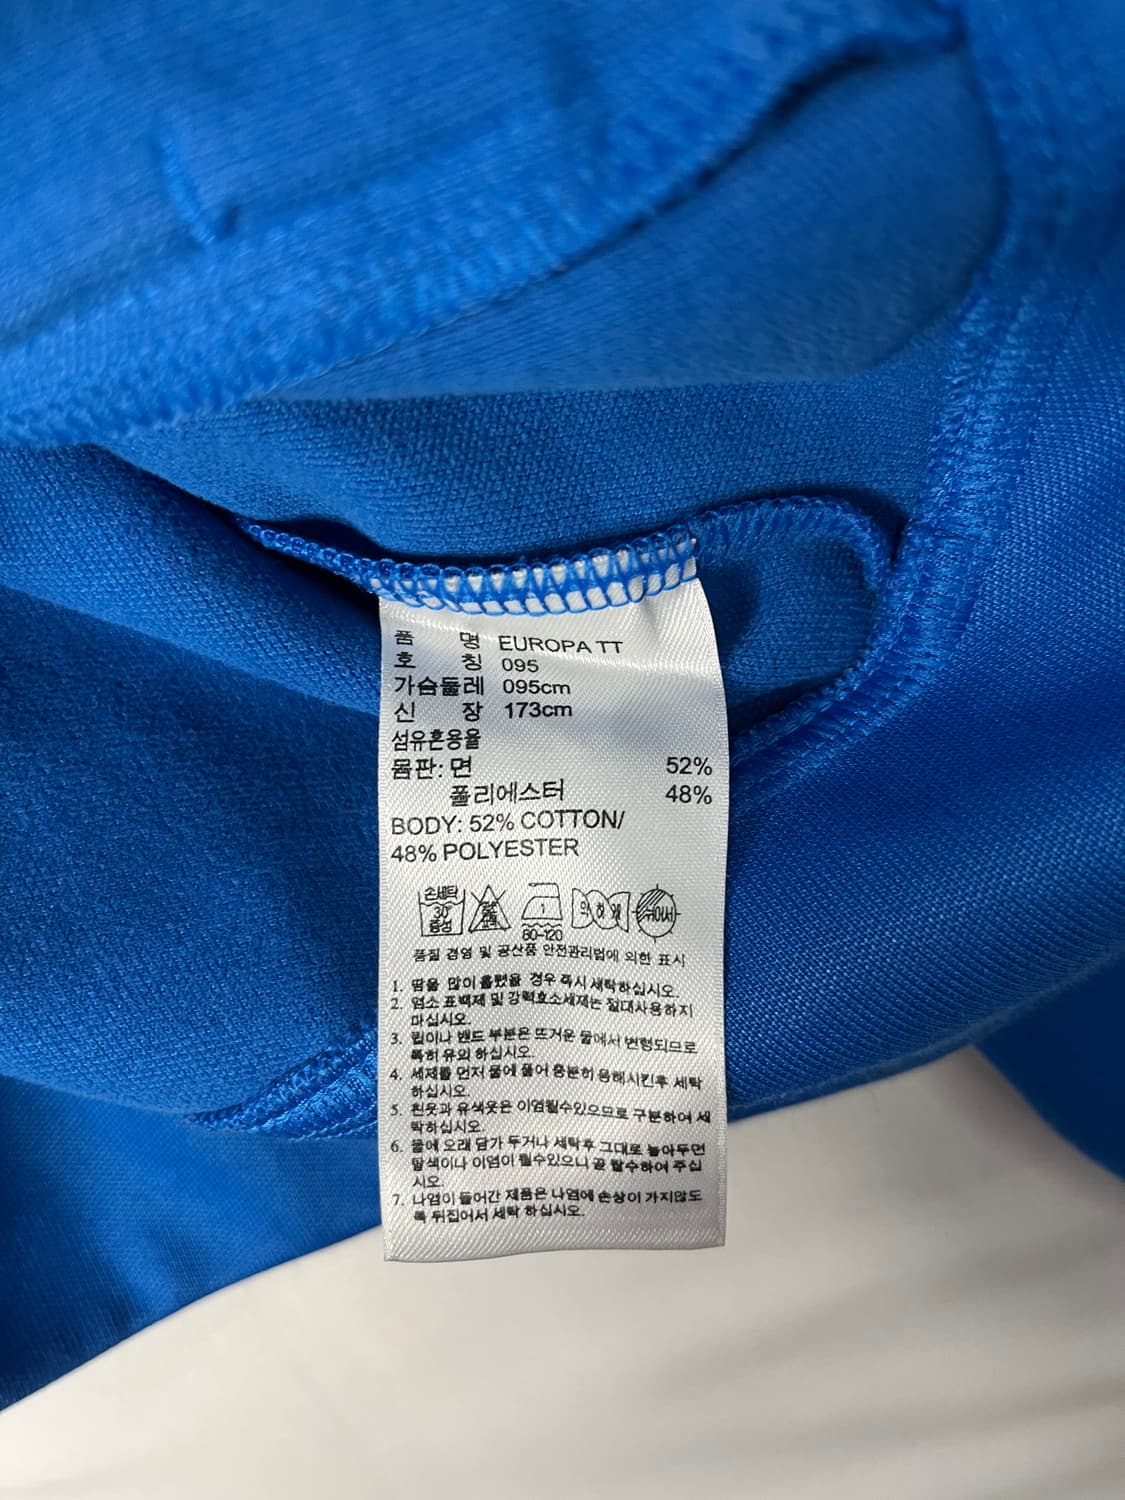 품 명 EUROPA TT
호 칭 095
가슴둘레 095cm
신 장 173cm
섬유혼용율
몸판: 면 52%
폴리에스터 48%
BODY: 52% COTTON/
48% POLYESTER
손세탁 30 중성 1 80-120
품질 경영 및 공산품 안전관리법에 의한 표시
1. 땀을 많이 흘렸을 경우 즉시 세탁하십시오
2. 염소 표백제 및 강력효소세제는 절대사용하지
마십시오.
3. 립이나 밴드 부분은 뜨거운 물에서 변형되므로
특히 유의 하십시오.
4. 세제를 먼저 물에 풀어 충분히 용해시킨후 세탁
하십시오.
5. 흰옷과 유색옷은 이염될수있으므로 구분하여 세
탁하십시오.
6. 물에 오래 담가 두거나 세탁후 그대로 놓아두면
탈색이나 이염이 될수있으니 곧 탈수하여 주십
시오.
7. 나염이 들어간 제품은 나염에 손상이 가지않도
록 뒤집어서 세탁 하십시오.